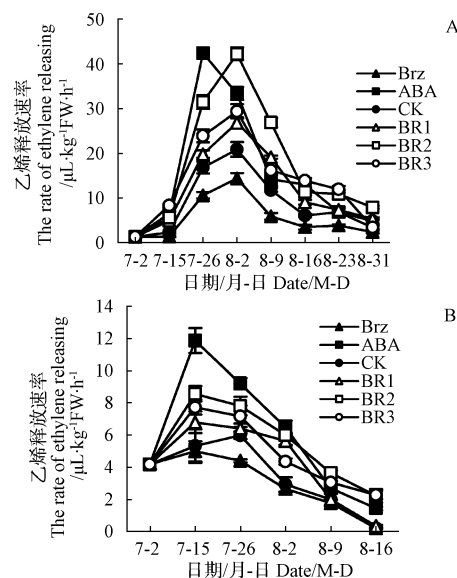 A
乙烯释放速率
The rate of ethylene releasing
/μL·kg⁻¹FW·h⁻¹
50
40
30
20
10
0
Brz
ABA
CK
BR1
BR2
BR3
7-2 7-15 7-26 8-2 8-9 8-16 8-23 8-31
日期/月-日 Date/M-D
B
乙烯释放速率
The rate of ethylene releasing
/μL·kg⁻¹FW·h⁻¹
14
12
10
8
6
4
2
0
Brz
ABA
CK
BR1
BR2
BR3
7-2 7-15 7-26 8-2 8-9 8-16
日期/月-日 Date/M-D